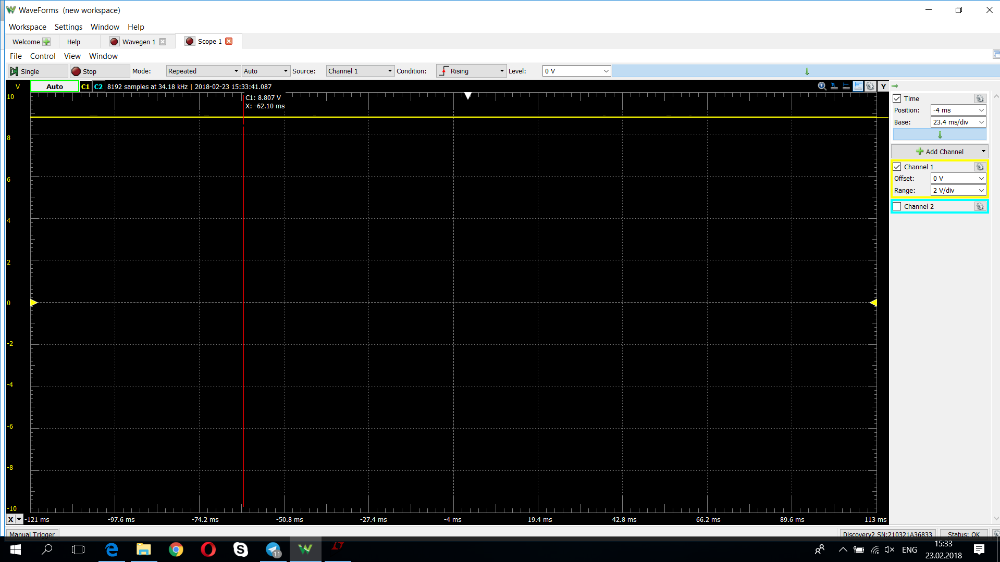 WaveForms (new workspace)
Workspace Settings Window Help
Welcome Help Wavegen 1 Scope 1
File Control View Window
Single Stop Mode: Repeated Auto Source: Channel 1 Condition: Rising Level: 0 V
V Auto C1 C2 8192 samples at 34.18 kHz | 2018-02-23 15:33:41.087 Y
C1: 8.807 V
X: -62.10 ms
10
8
6
4
2
0
-2
-4
-6
-8
-10
X -121 ms -97.6 ms -74.2 ms -50.8 ms -27.4 ms -4 ms 19.4 ms 42.8 ms 66.2 ms 89.6 ms 113 ms
Time
Position: -4 ms
Base: 23.4 ms/div
Add Channel
Channel 1
Offset: 0 V
Range: 2 V/div
Channel 2
Manual Trigger Discovery2 SN:210321A36833 Status: OK
11 ENG 15:33
23.02.2018